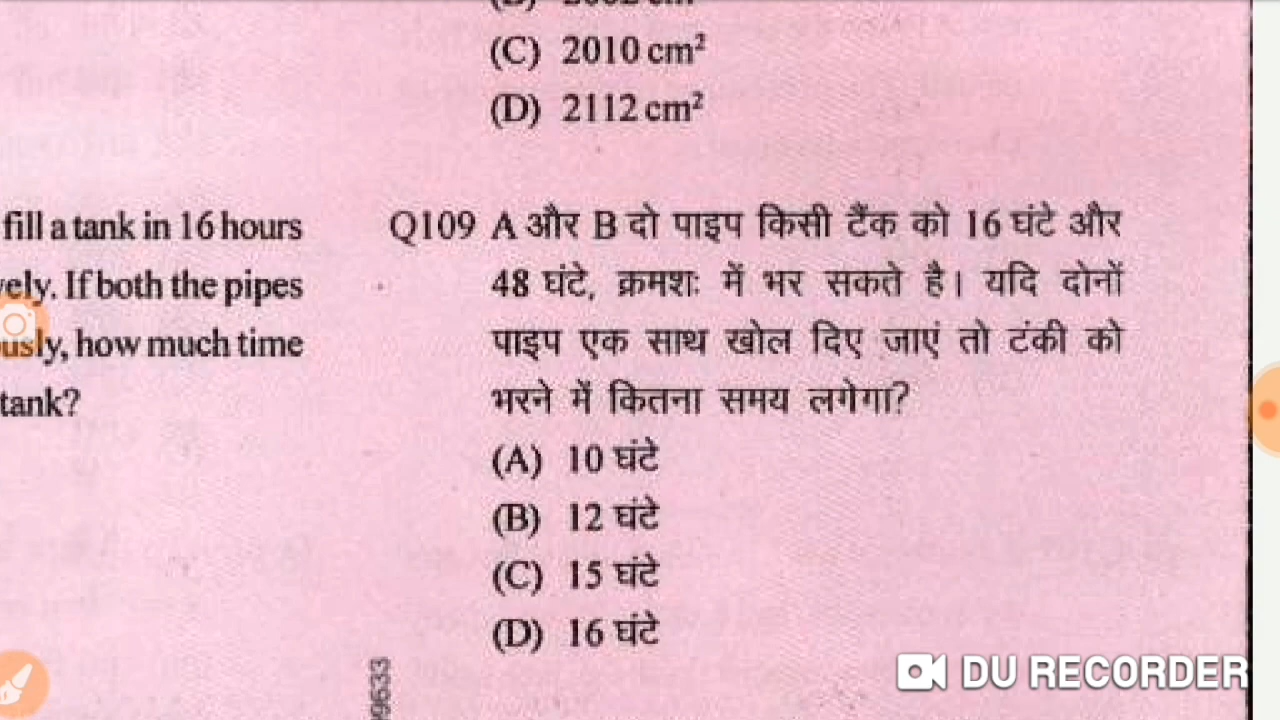 (C) 2010 cm²
(D) 2112 cm²
fill a tank in 16 hours
If both the pipes
how much time
tank?
Q109 A और B दो पाइप किसी टैंक को 16 घंटे और
48 घंटे, क्रमशः में भर सकते है। यदि दोनों
पाइप एक साथ खोल दिए जाएं तो टंकी को
भरने में कितना समय लगेगा?
(A) 10 घंटे
(B) 12 घंटे
(C) 15 घंटे
(D) 16 घंटे
DU RECORDER